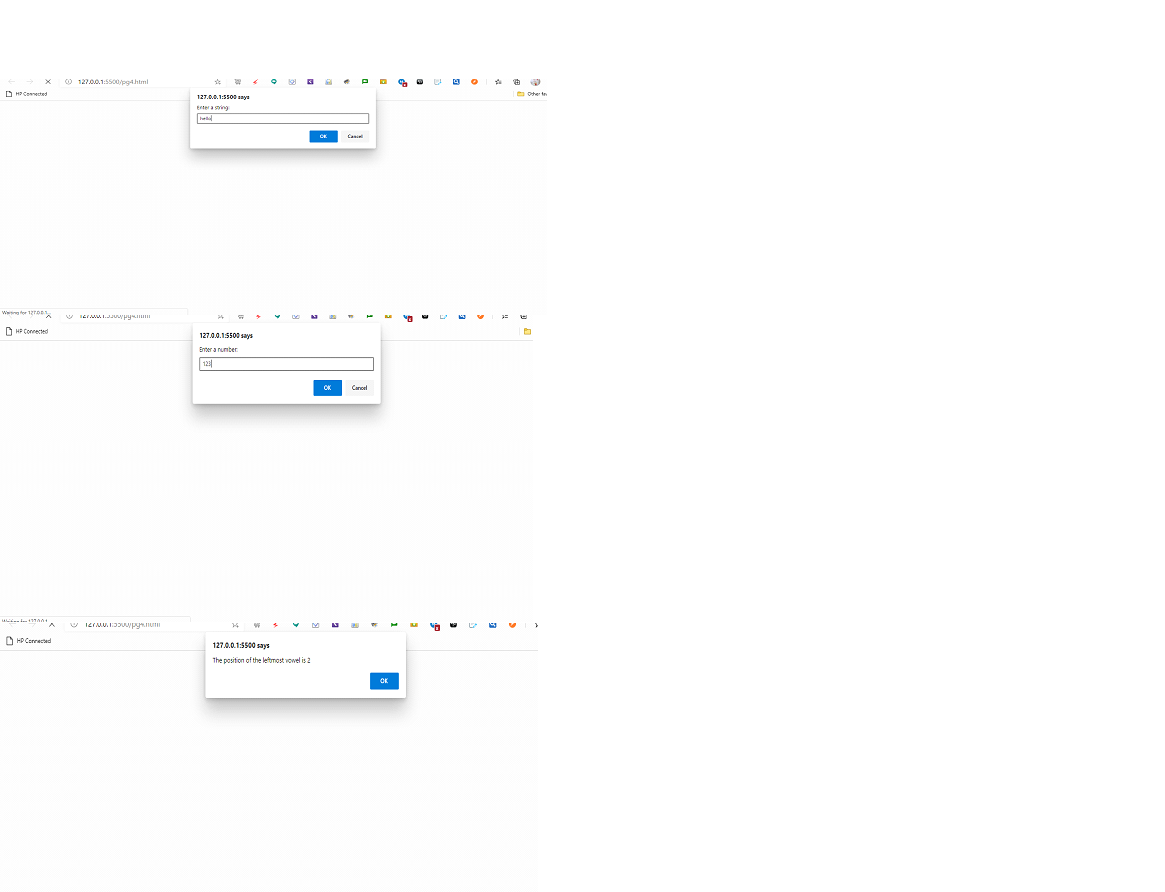 127.0.0.1:5500/pg4.html
HP Connected
Other fav
127.0.0.1:5500 says
Enter a string:
hello
OK
Cancel
Waiting for 127.0.0.1...
127.0.0.1:5500/pg4.html
HP Connected
127.0.0.1:5500 says
Enter a number:
123
OK
Cancel
Waiting for 127.0.0.1
127.0.0.1:5500/pg4.html
HP Connected
127.0.0.1:5500 says
The position of the leftmost vowel is 2
OK